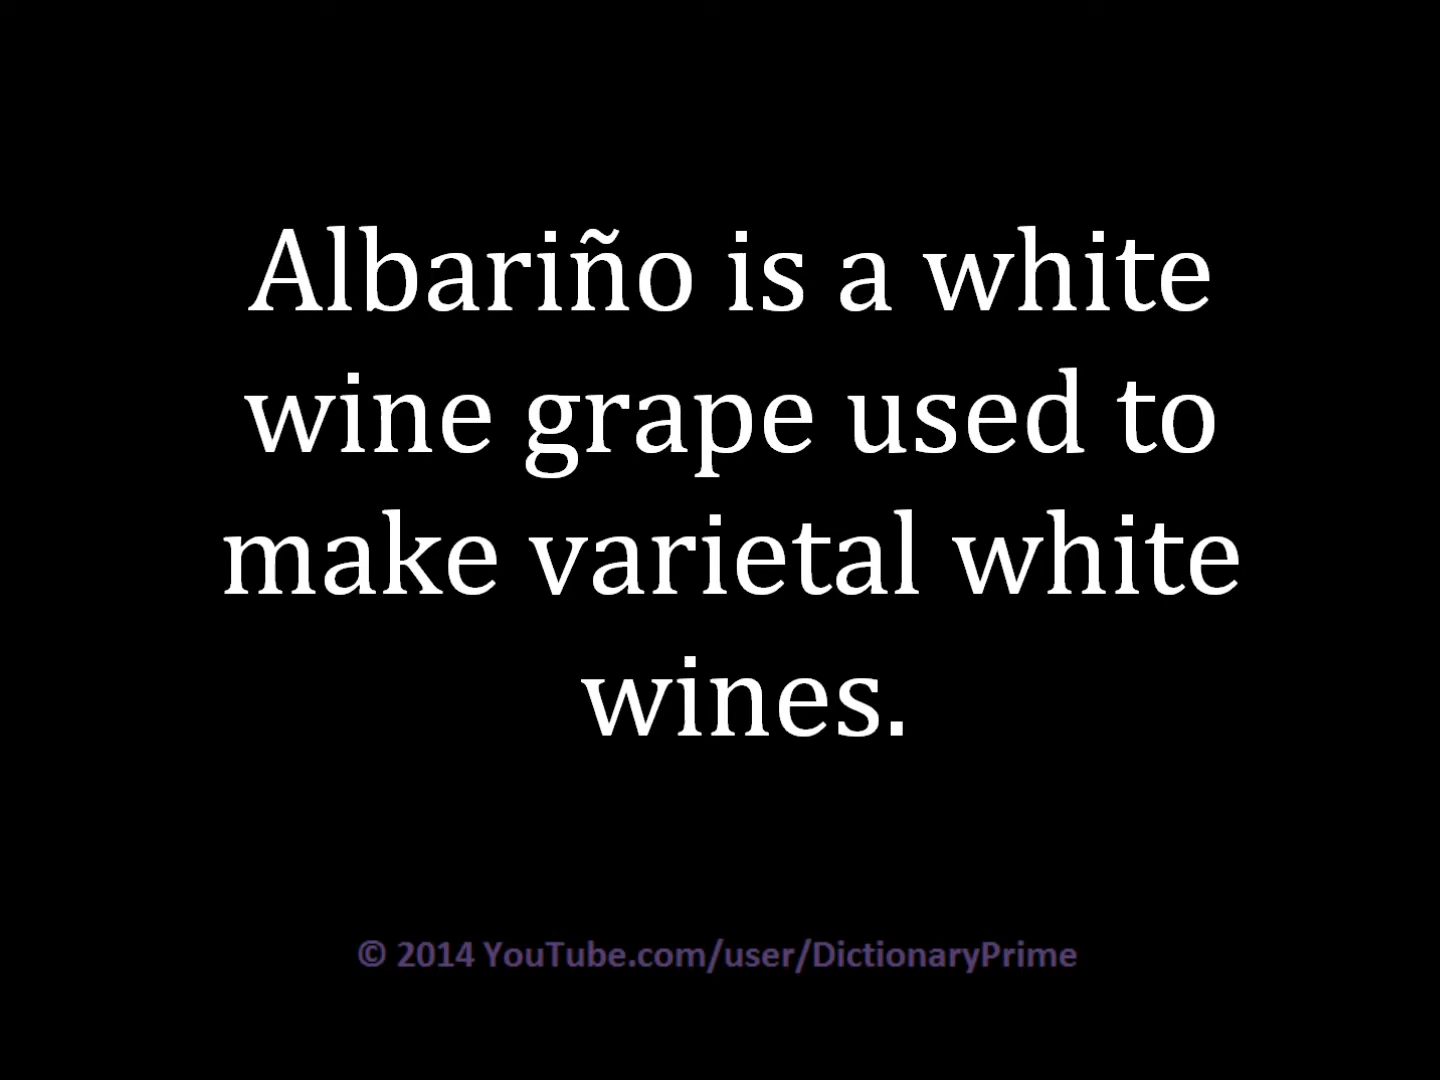 Albariño is a white
wine grape used to
make varietal white
wines.
© 2014 YouTube.com/user/DictionaryPrime